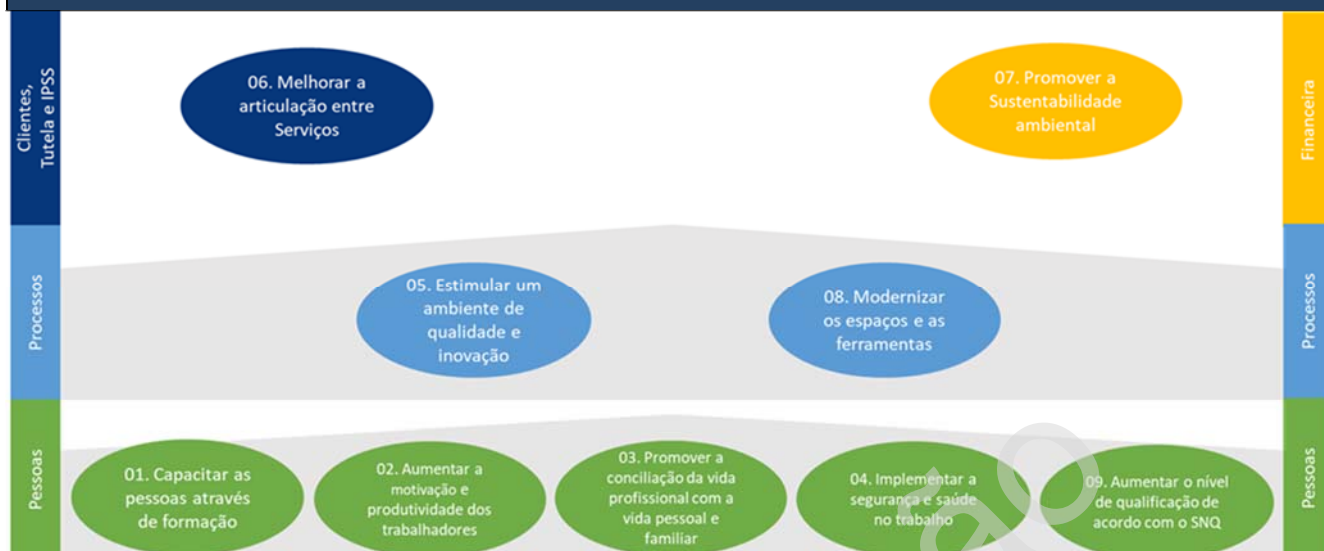 Clientes,
Tutela e IPSS
06. Melhorar a
articulação entre
Serviços
07. Promover a
Sustentabilidade
ambiental
Financeira
Processos
05. Estimular um
ambiente de
qualidade e
inovação
08. Modernizar
os espaços e as
ferramentas
Processos
Pessoas
01. Capacitar as
pessoas através
de formação
02. Aumentar a
motivação e
produtividade dos
trabalhadores
03. Promover a
conciliação da vida
profissional com a
vida pessoal e
familiar
04. Implementar a
segurança e saúde
no trabalho
09. Aumentar o nível
de qualificação de
acordo com o SNQ
Pessoas